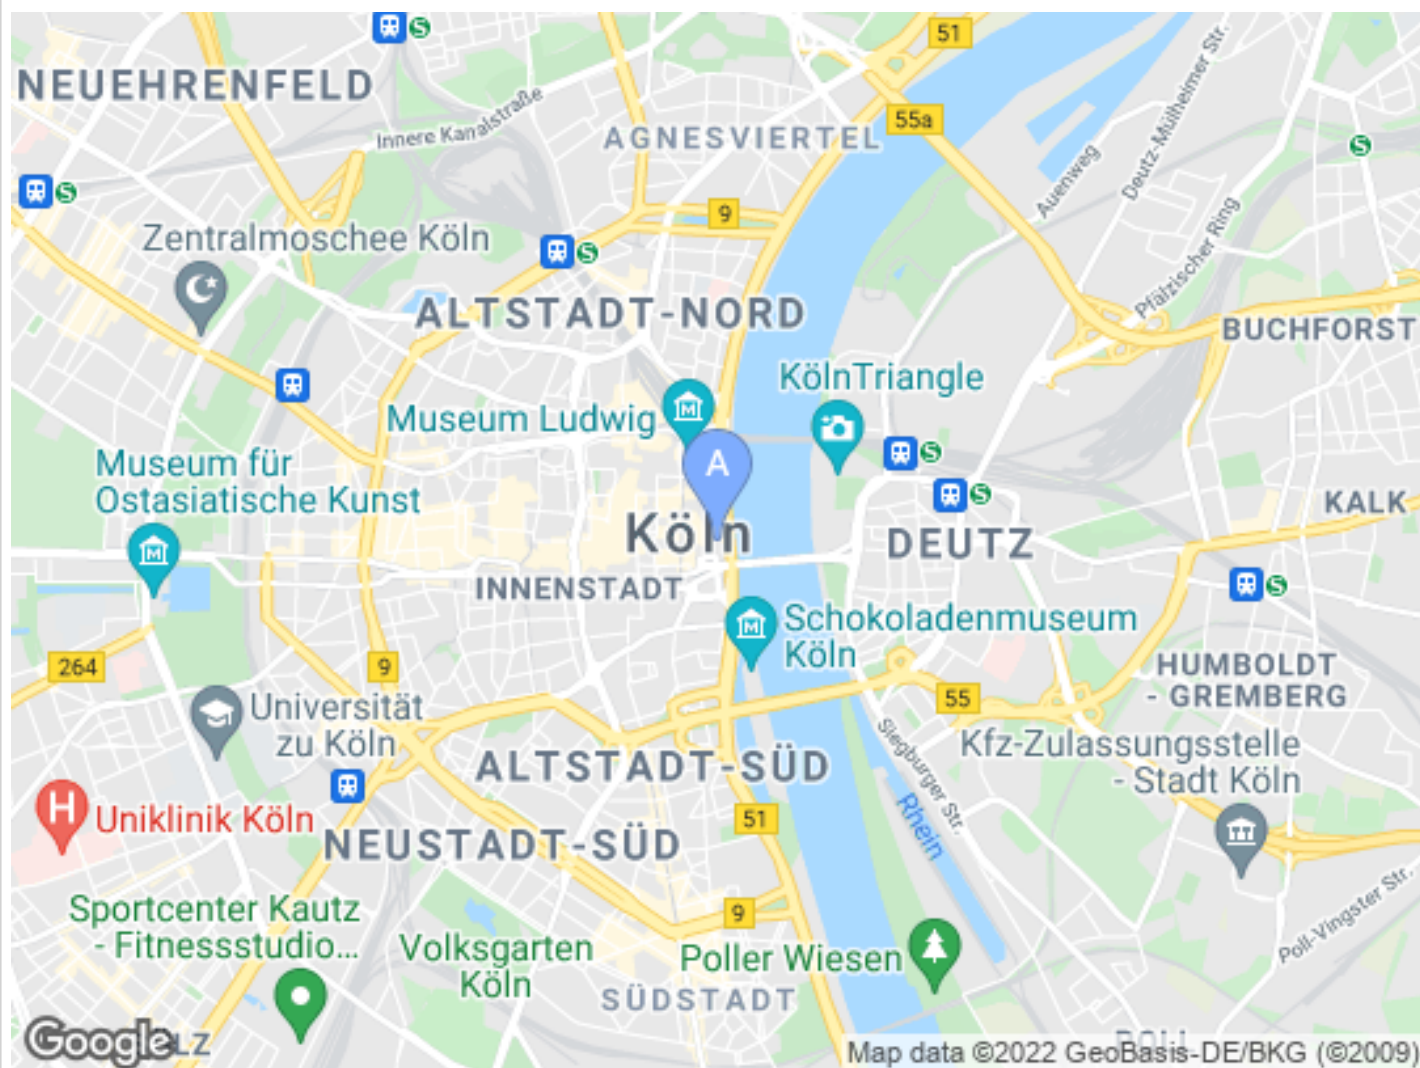 51
NEUEHRENFELD
S
55a
Innere Kanalstraße
AGNESVIERTEL
Deutz-Mülheimer Str.
S
Auenweg
S
9
Pfälzischer Ring
Zentralmoschee Köln
S
ALTSTADT-NORD
BUCHFORST
KölnTriangle
Museum Ludwig
M
S
A
Museum für
Ostasiatische Kunst
S
KALK
Köln
DEUTZ
M
INNENSTADT
S
M
Schokoladenmuseum
Köln
264
9
HUMBOLDT
- GREMBERG
55
Universität
zu Köln
Siegburger Str.
Kfz-Zulassungsstelle
- Stadt Köln
ALTSTADT-SÜD
H
Uniklinik Köln
51
Rhein
NEUSTADT-SÜD
Poll-Vingster Str.
Sportcenter Kautz
- Fitnessstudio...
9
Volksgarten
Köln
Poller Wiesen
SÜDSTADT
Google
LZ
POLL
Map data ©2022 GeoBasis-DE/BKG (©2009)